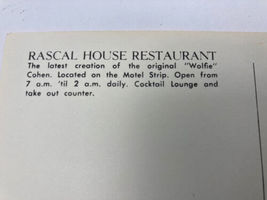 RASCAL HOUSE RESTAURANT
The latest creation of the original "Wolfie"
Cohen. Located on the Motel Strip. Open from
7 a.m. 'til 2 a.m. daily. Cocktail Lounge and
take out counter.